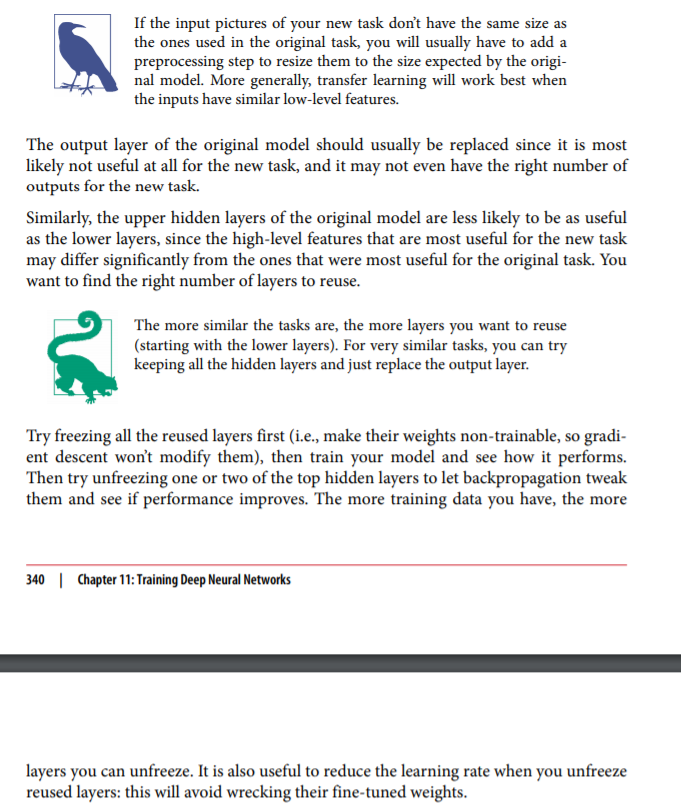 If the input pictures of your new task don’t have the same size as
the ones used in the original task, you will usually have to add a
preprocessing step to resize them to the size expected by the origi-
nal model. More generally, transfer learning will work best when
the inputs have similar low-level features.
The output layer of the original model should usually be replaced since it is most
likely not useful at all for the new task, and it may not even have the right number of
outputs for the new task.
Similarly, the upper hidden layers of the original model are less likely to be as useful
as the lower layers, since the high-level features that are most useful for the new task
may differ significantly from the ones that were most useful for the original task. You
want to find the right number of layers to reuse.
The more similar the tasks are, the more layers you want to reuse
(starting with the lower layers). For very similar tasks, you can try
keeping all the hidden layers and just replace the output layer.
Try freezing all the reused layers first (i.e., make their weights non-trainable, so gradi-
ent descent won’t modify them), then train your model and see how it performs.
Then try unfreezing one or two of the top hidden layers to let backpropagation tweak
them and see if performance improves. The more training data you have, the more
340 | Chapter 11: Training Deep Neural Networks
layers you can unfreeze. It is also useful to reduce the learning rate when you unfreeze
reused layers: this will avoid wrecking their fine-tuned weights.